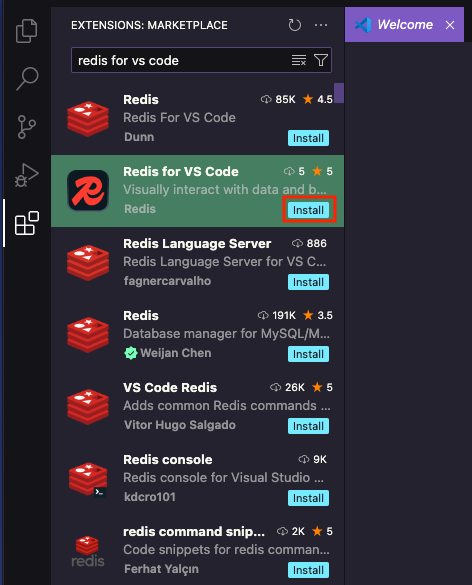 EXTENSIONS: MARKETPLACE
Welcome
redis for vs code
Redis 85K 4.5
Redis For VS Code
Dunn Install
Redis for VS Code 5 5
Visually interact with data and b...
Redis Install
Redis Language Server 886
Redis Language Server for VS C...
fagnercarvalho Install
Redis 191K 3.5
Database manager for MySQL/M...
Weijan Chen Install
VS Code Redis 26K 5
Adds common Redis commands ...
Vitor Hugo Salgado Install
Redis console 9K
Redis console for Visual Studio ...
kdcro101 Install
redis command snip... 2K 5
Code snippets for redis comman...
redis
Ferhat Yalçın Install